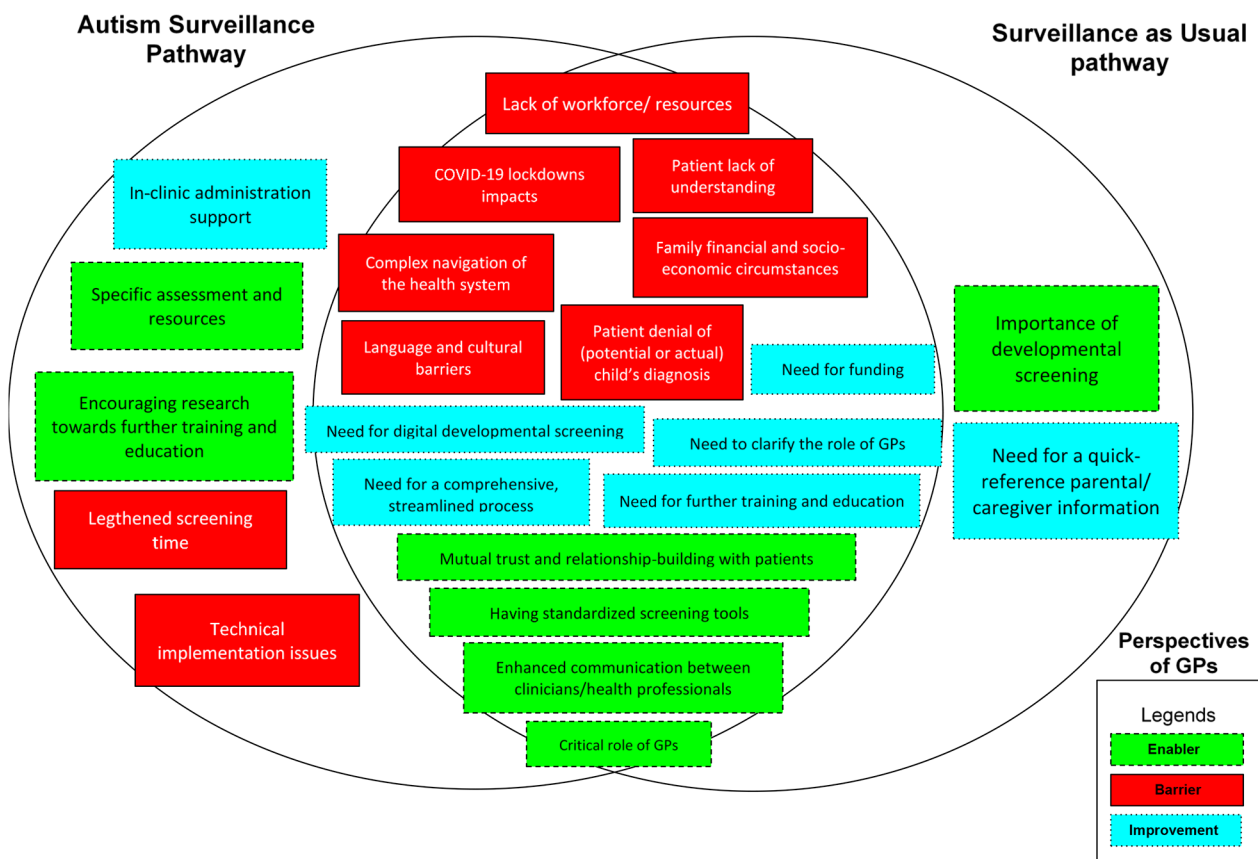 Autism Surveillance
Pathway
Surveillance as Usual
pathway
Lack of workforce/ resources
COVID-19 lockdowns
impacts
Patient lack of
understanding
In-clinic administration
support
Complex navigation of
the health system
Family financial and socio-
economic circumstances
Specific assessment and
resources
Language and cultural
barriers
Patient denial of
(potential or actual)
child's diagnosis
Need for funding
Importance of
developmental
screening
Encouraging research
towards further training and
education
Need for digital developmental screening
Need to clarify the role of GPs
Need for a quick-
reference parental/
caregiver information
Need for a comprehensive,
streamlined process
Need for further training and education
Legthened screening
time
Mutual trust and relationship-building with patients
Having standardized screening tools
Technical
implementation issues
Enhanced communication between
clinicians/health professionals
Critical role of GPs
Perspectives
of GPs
Legends
Enabler
Barrier
Improvement